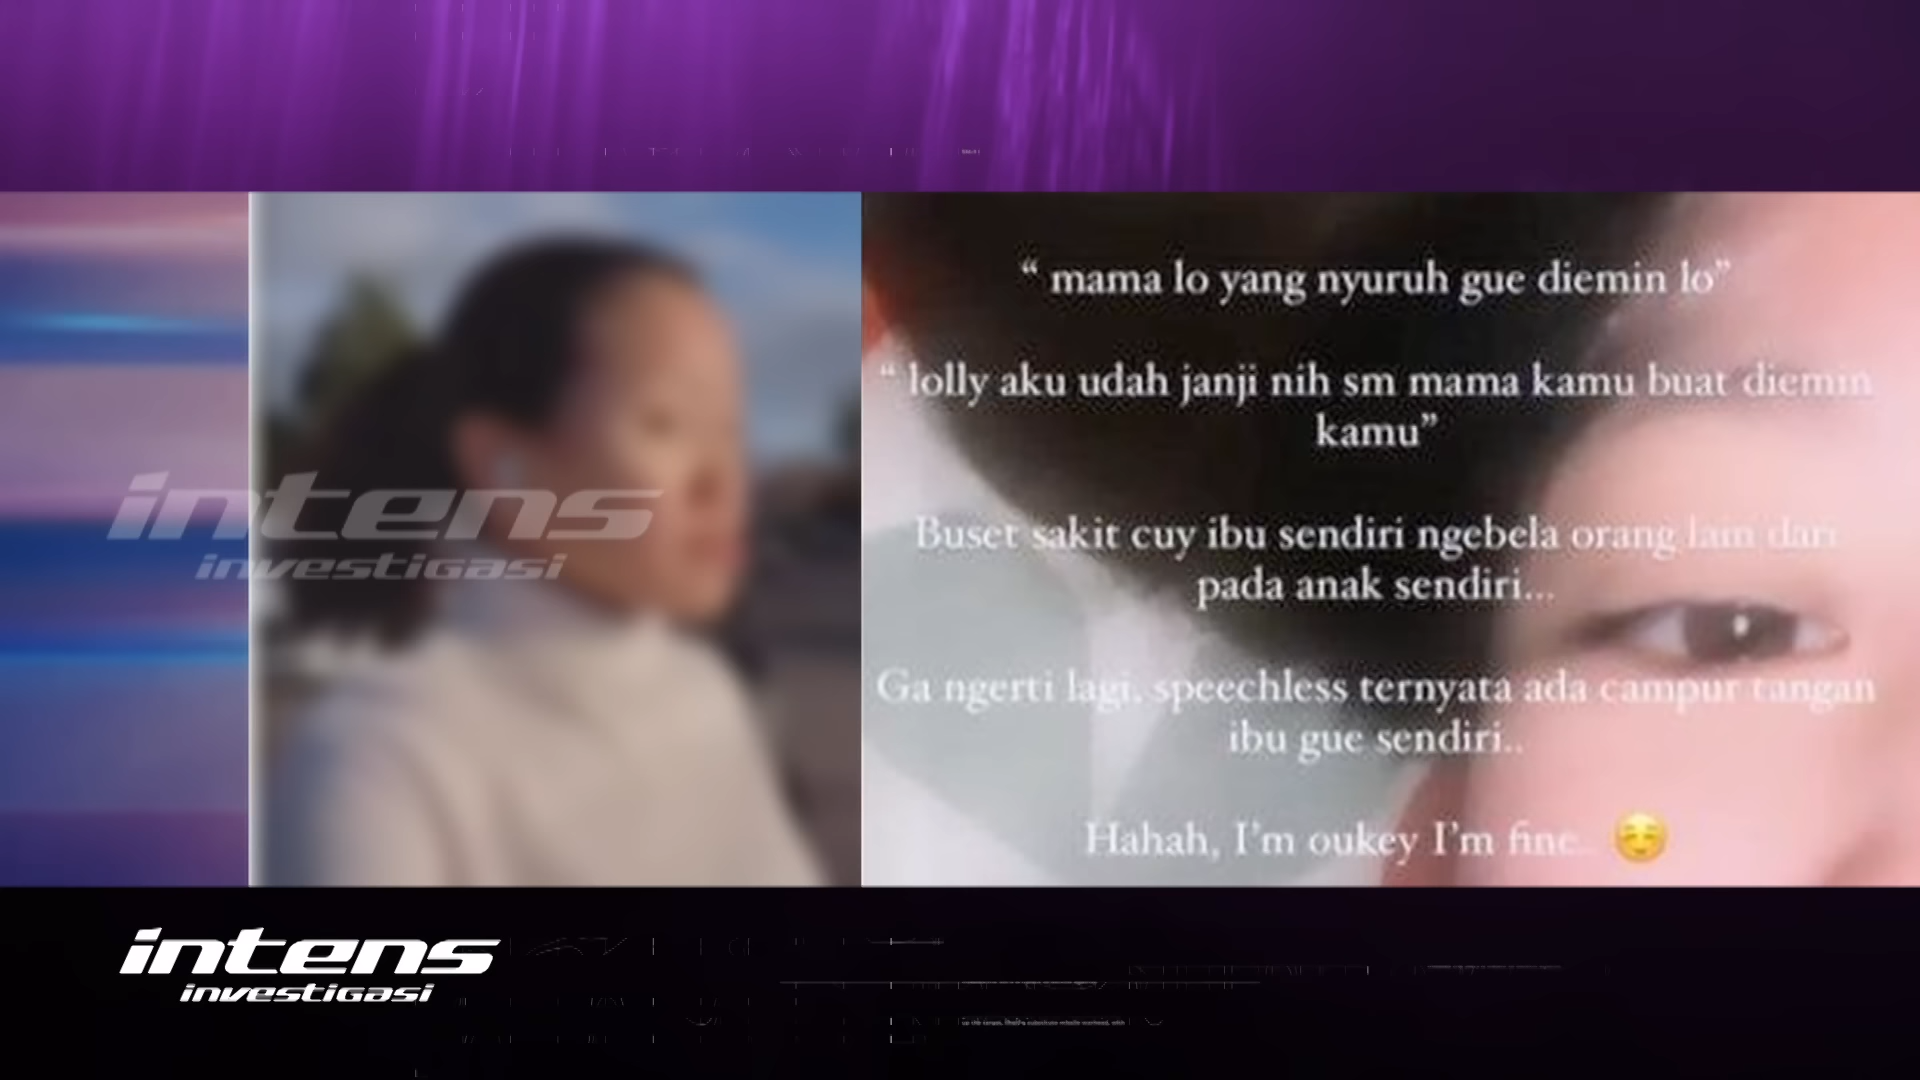 “ mama lo yang nyuruh gue diemin lo”
“ lolly aku udah janji nih sm mama kamu buat diemin
kamu”
Buset sakit cuy ibu sendiri ngebela orang lain dari
pada anak sendiri...
Ga ngerti lagi, speechless ternyata ada campur tangan
ibu gue sendiri..
Hahah, I’m oukey I’m fine.. ☺️
intens
investigasi
intens
investigasi